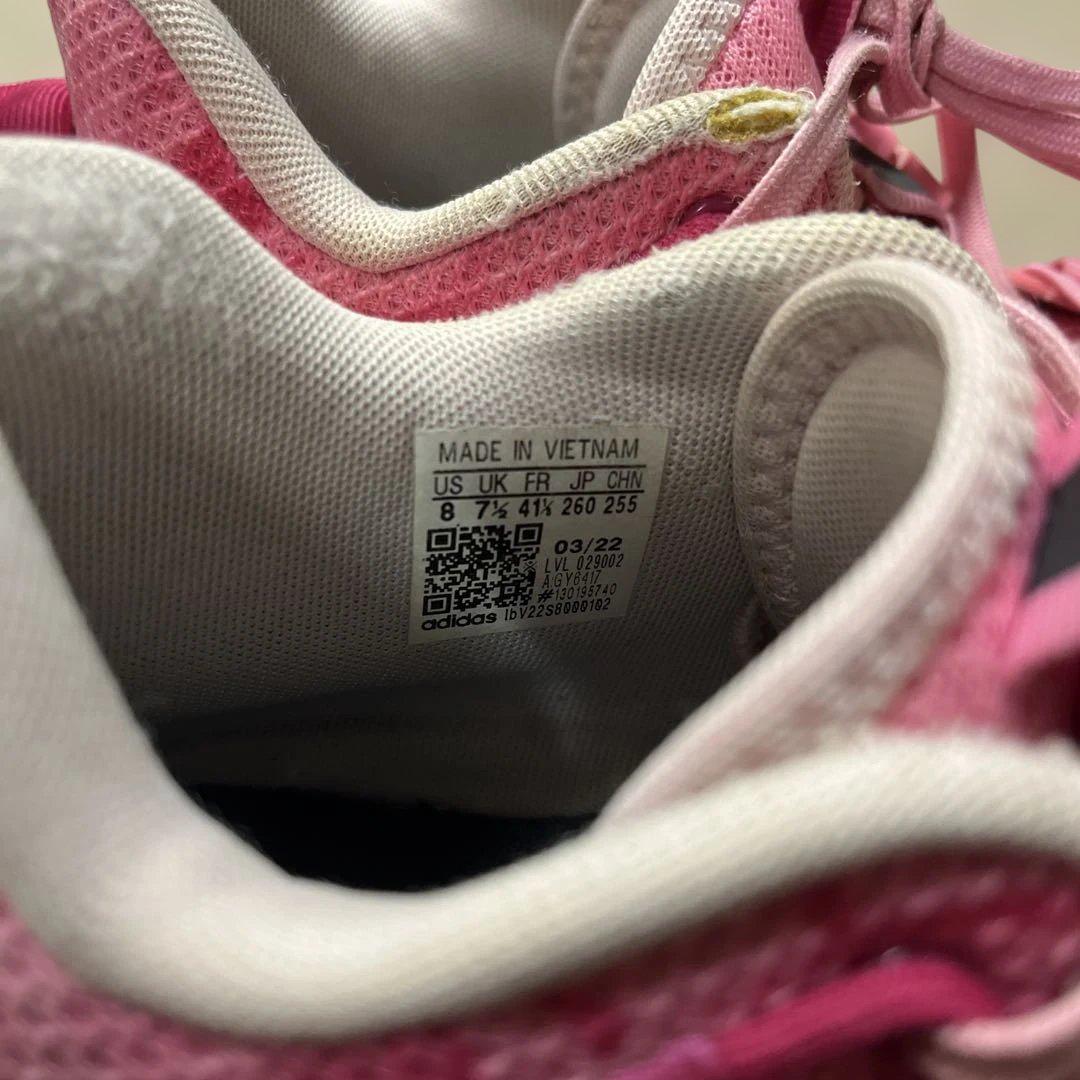 MADE IN VIETNAM
US UK FR JP CHN
8 7½ 41⅓ 260 255
03/22
LVL 029002
A.GY6417
#130195740
adidas IbV22S8000102